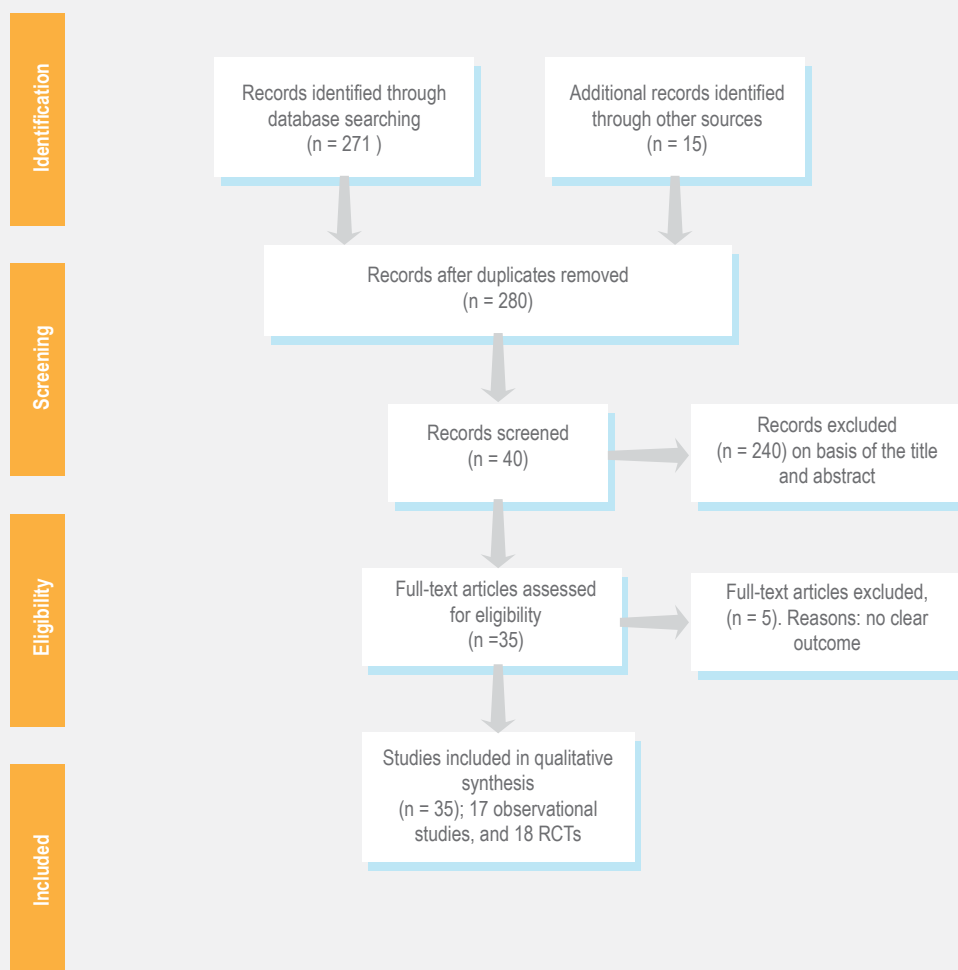 Identification
Records identified through
database searching
(n = 271 )
Additional records identified
through other sources
(n = 15)
Screening
Records after duplicates removed
(n = 280)
Records screened
(n = 40)
Records excluded
(n = 240) on basis of the title
and abstract
Eligibility
Full-text articles assessed
for eligibility
(n =35)
Full-text articles excluded,
(n = 5). Reasons: no clear
outcome
Included
Studies included in qualitative
synthesis
(n = 35); 17 observational
studies, and 18 RCTs